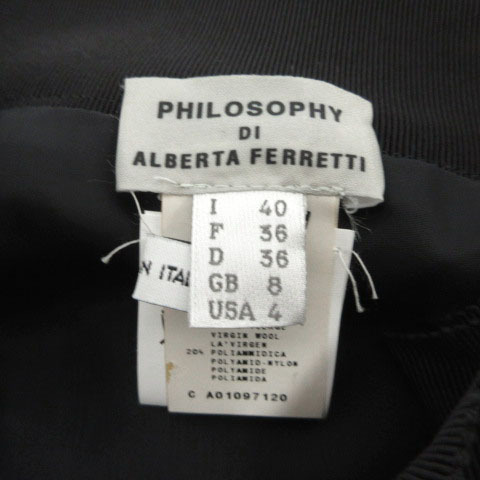 PHILOSOPHY
DI
ALBERTA FERRETTI
I 40
F 36
D 36
GB 8
USA 4
N ITAL
VIRGIN WOOL
LA'VIRGEN
20% POLIAMMIDICA
POLYAMID-NYLON
POLYAMIDE
POLIAMIDA
C A01097120